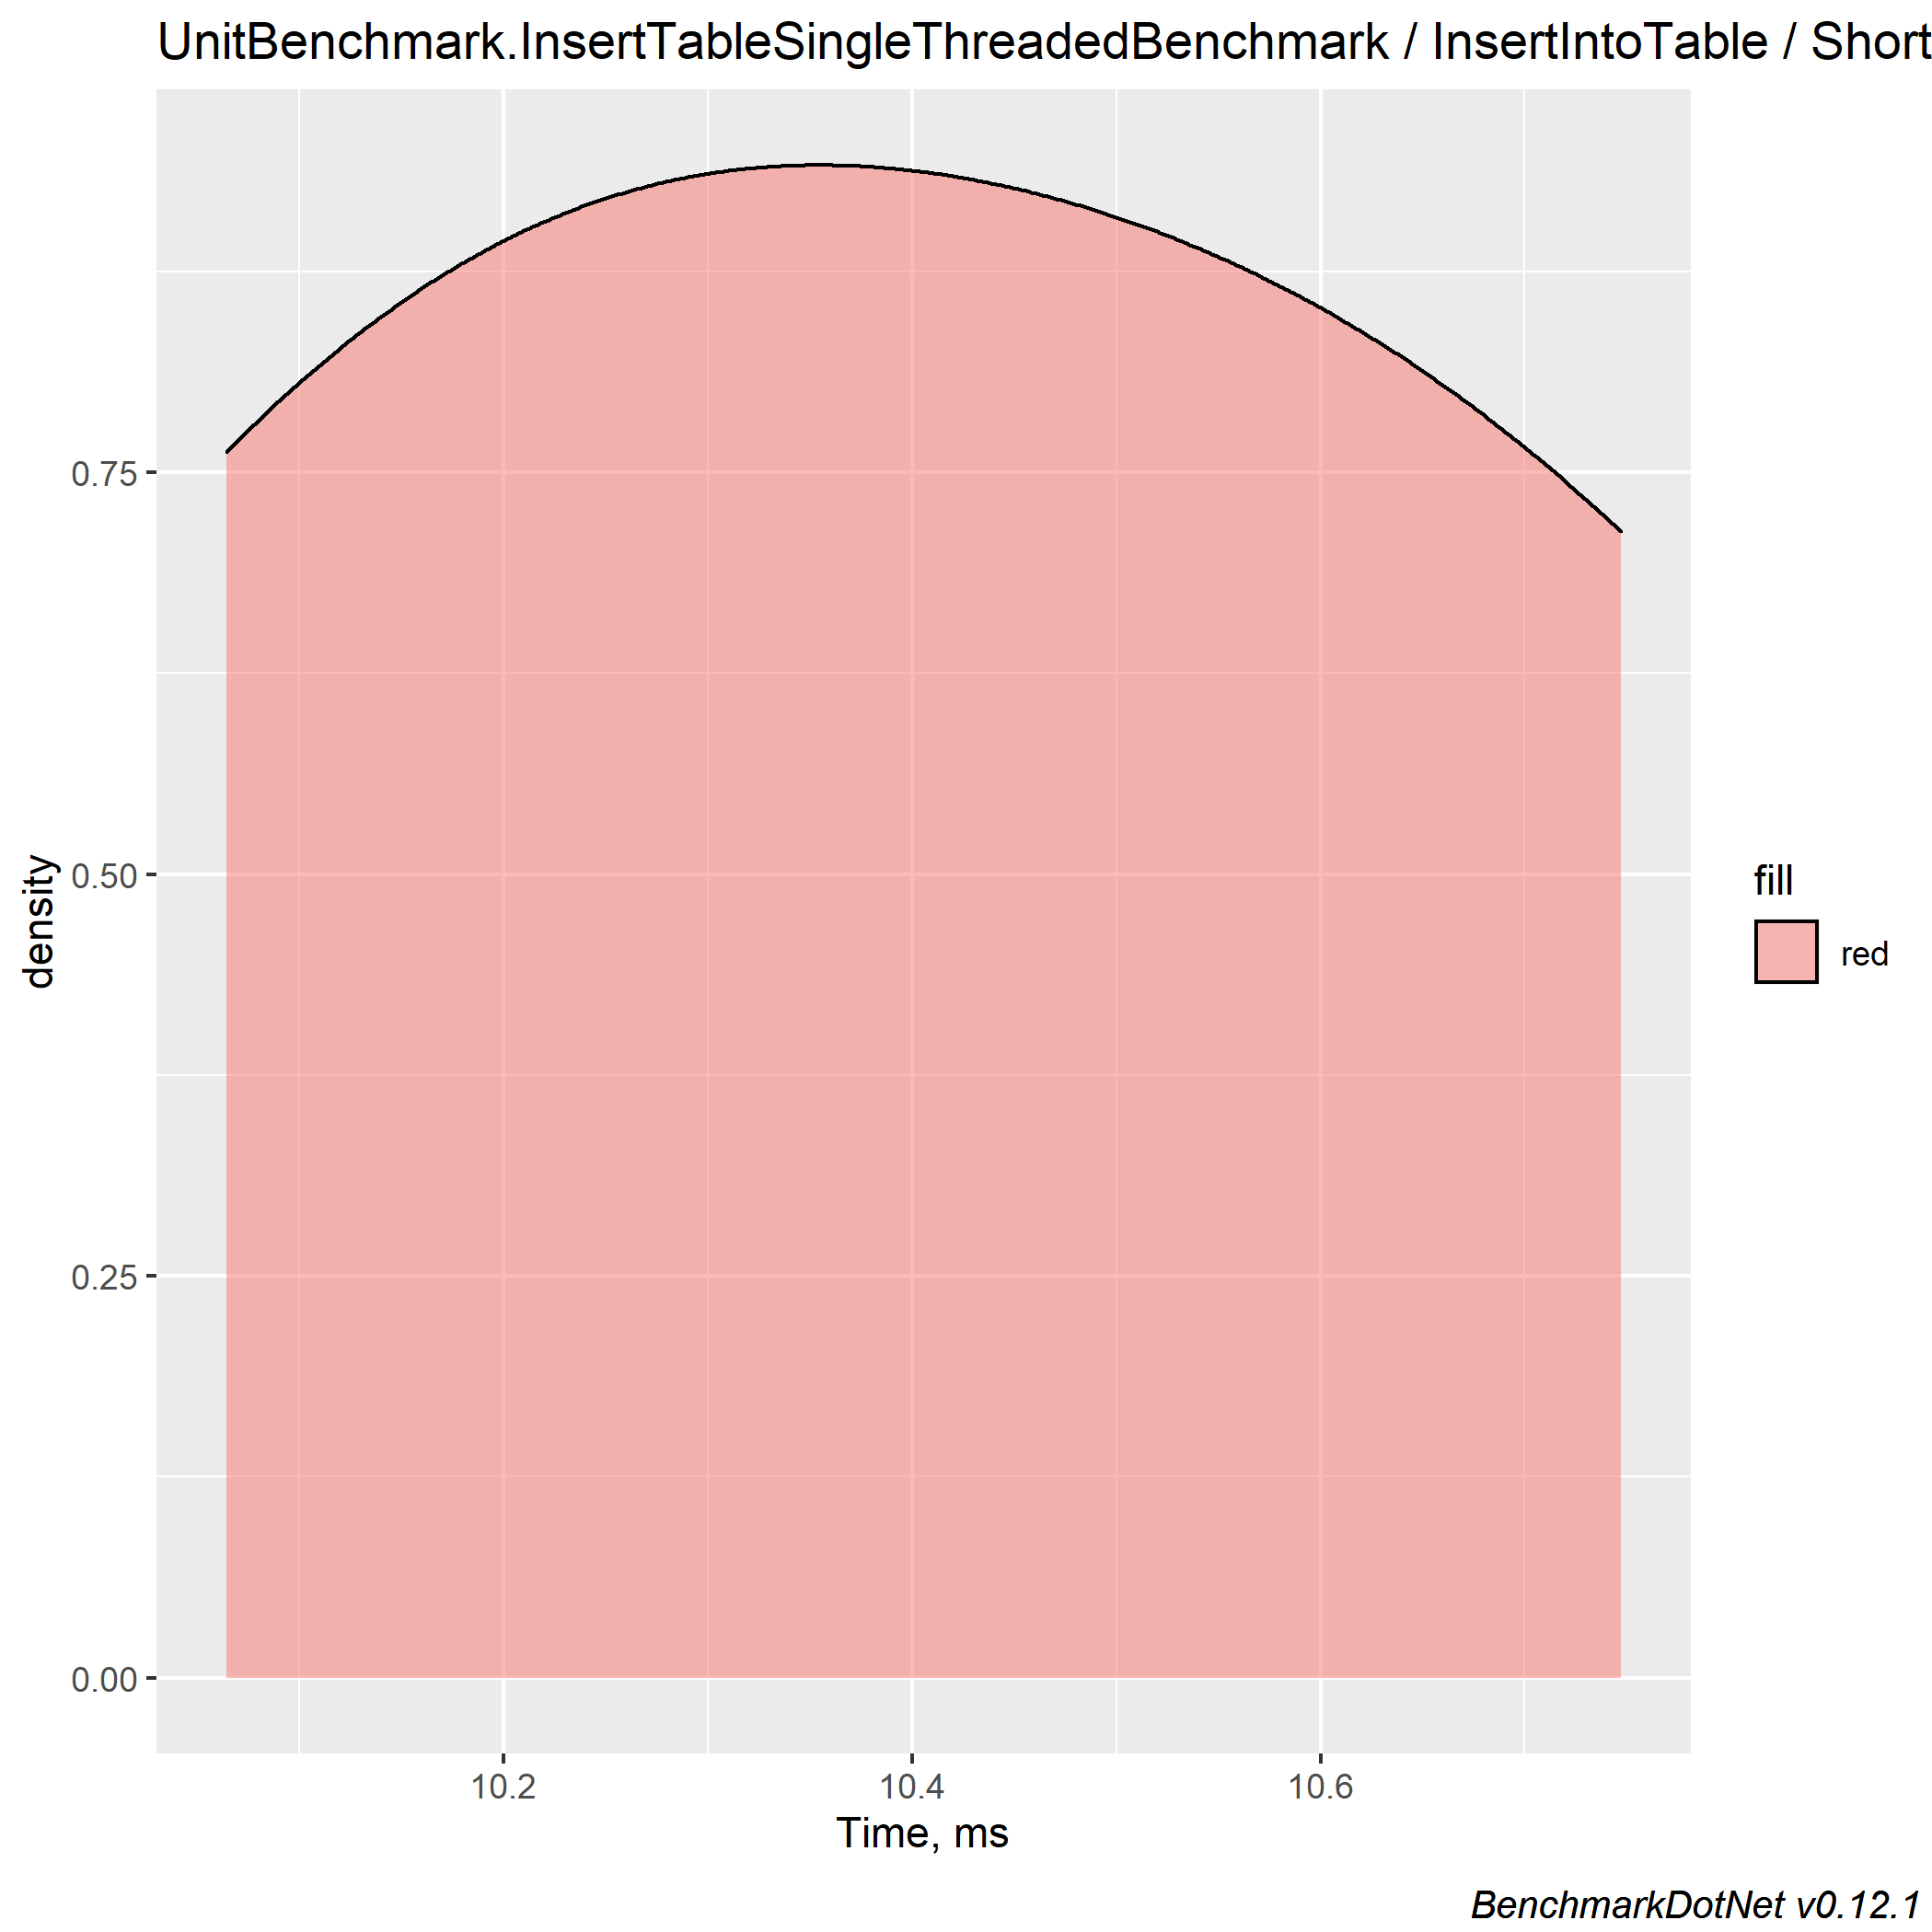 UnitBenchmark.InsertTableSingleThreadedBenchmark / InsertIntoTable / Short
density
0.75
0.50
0.25
0.00
10.2 10.4 10.6
Time, ms
fill
red
BenchmarkDotNet v0.12.1